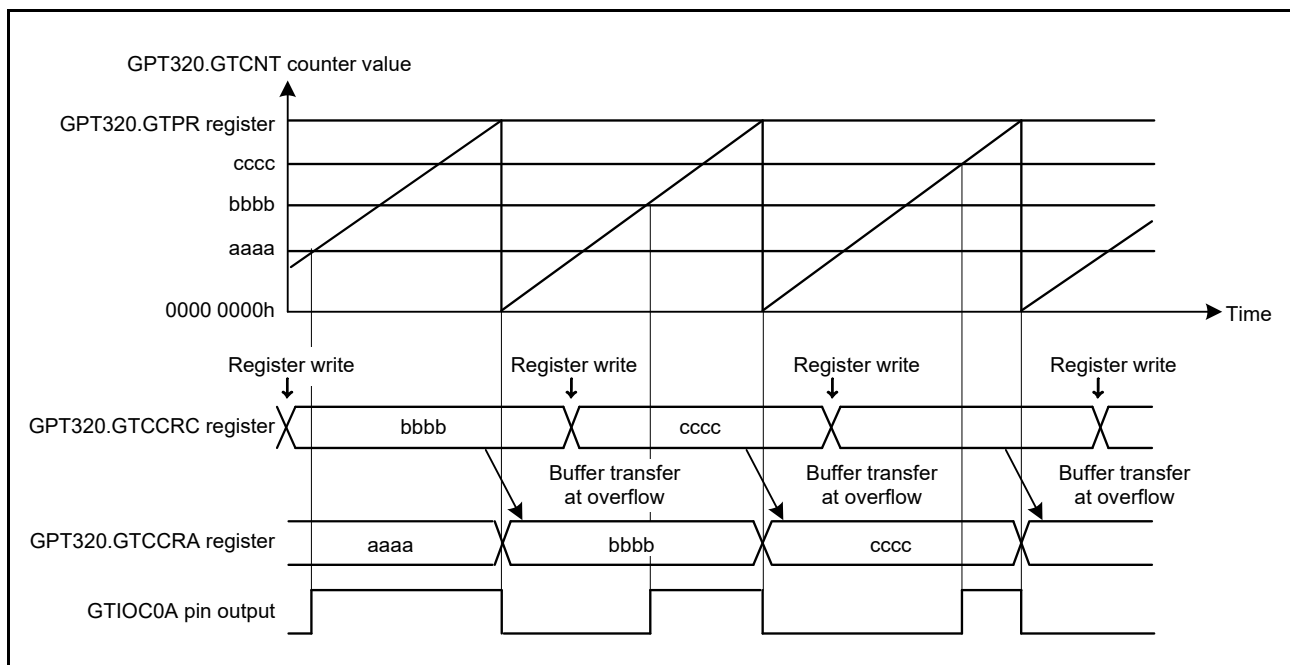 GPT320.GTCNT counter value
GPT320.GTPR register
cccc
bbbb
aaaa
0000 0000h
Time
Register write
Register write
Register write
Register write
GPT320.GTCCRC register
bbbb
cccc
Buffer transfer
at overflow
Buffer transfer
at overflow
Buffer transfer
at overflow
GPT320.GTCCRA register
aaaa
bbbb
cccc
GTIOC0A pin output